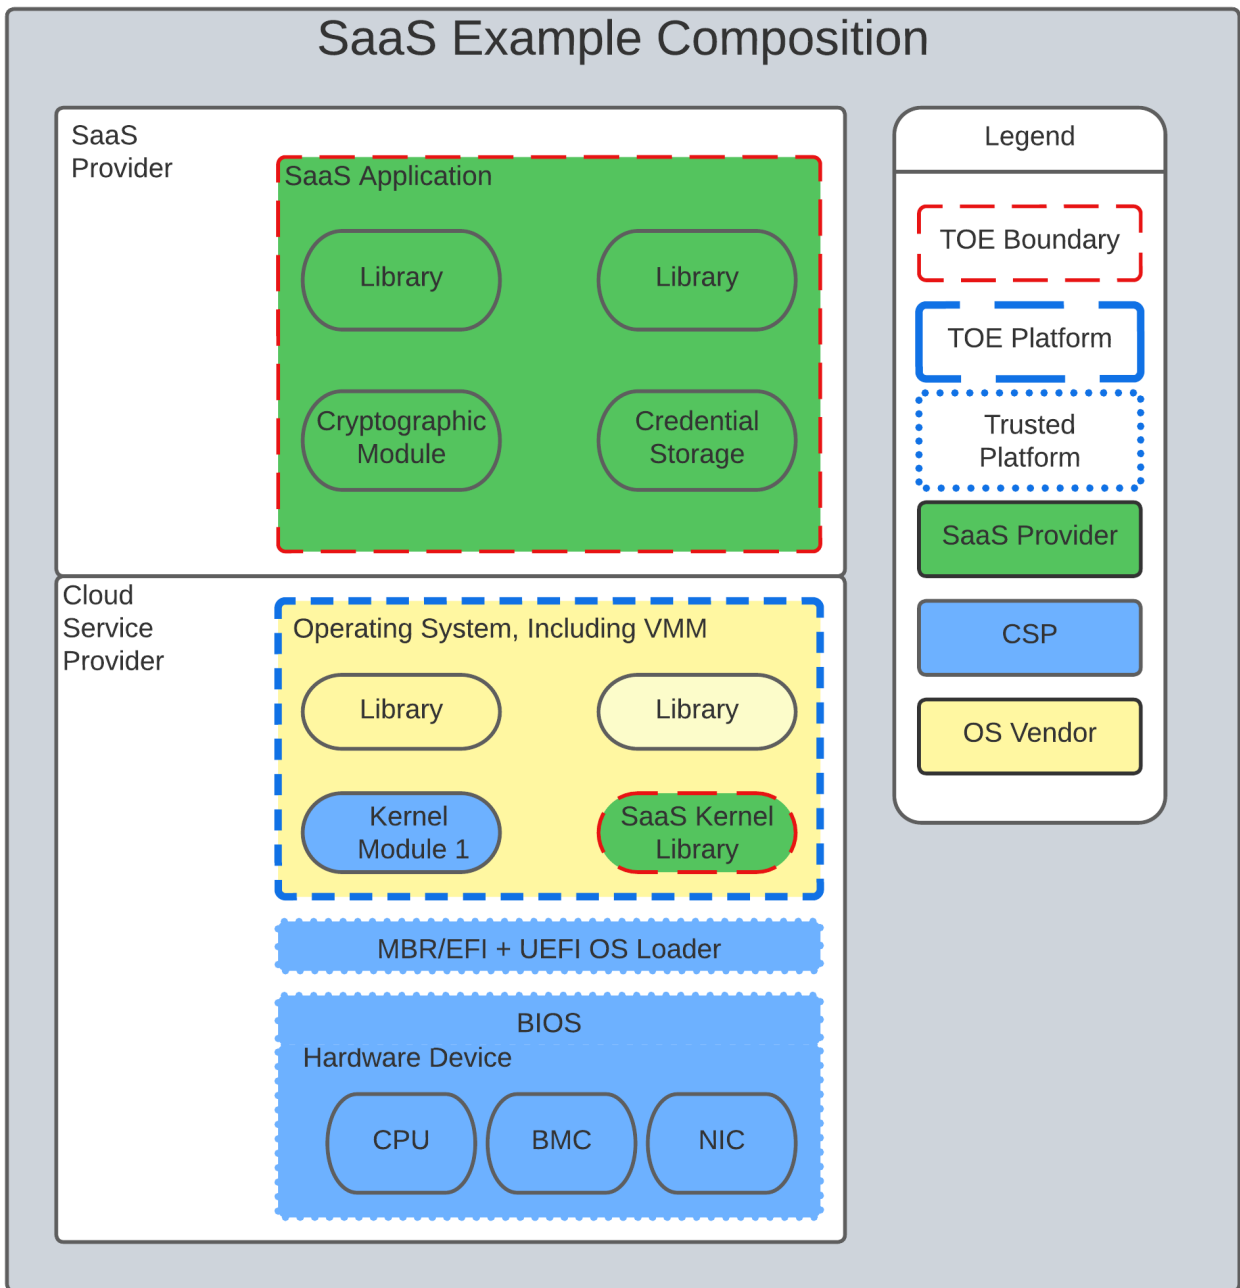 SaaS Example Composition
SaaS
Provider
SaaS Application
Library
Library
Cryptographic
Module
Credential
Storage
Cloud
Service
Provider
Operating System, Including VMM
Library
Library
Kernel
Module 1
SaaS Kernel
Library
MBR/EFI + UEFI OS Loader
BIOS
Hardware Device
CPU
BMC
NIC
Legend
TOE Boundary
TOE Platform
Trusted
Platform
SaaS Provider
CSP
OS Vendor